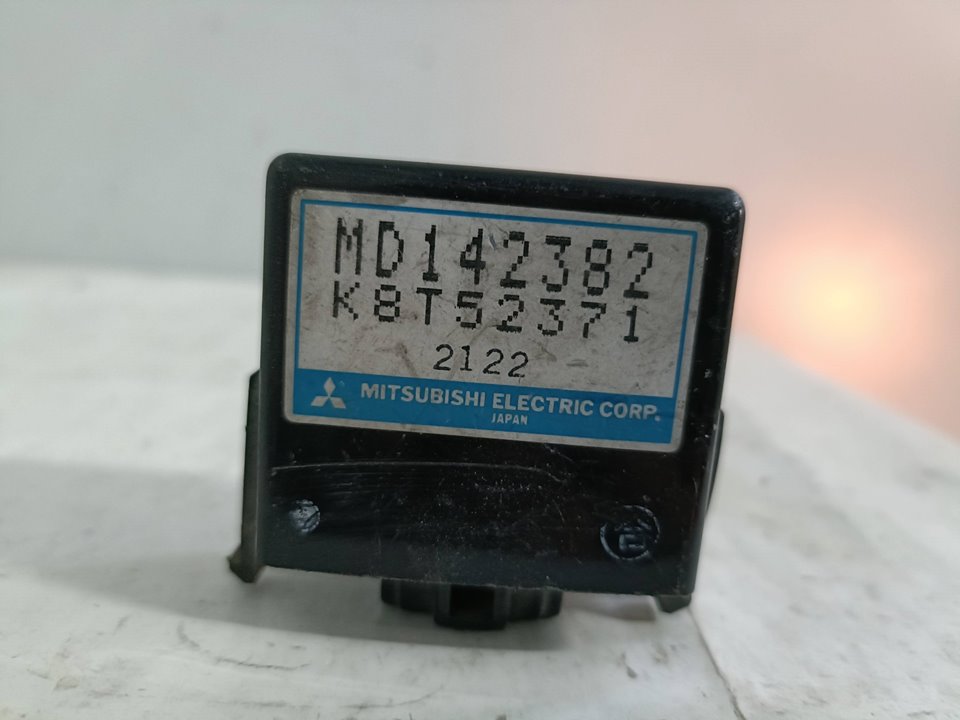 MD142382
K8T52371
2122
MITSUBISHI ELECTRIC CORP.
JAPAN